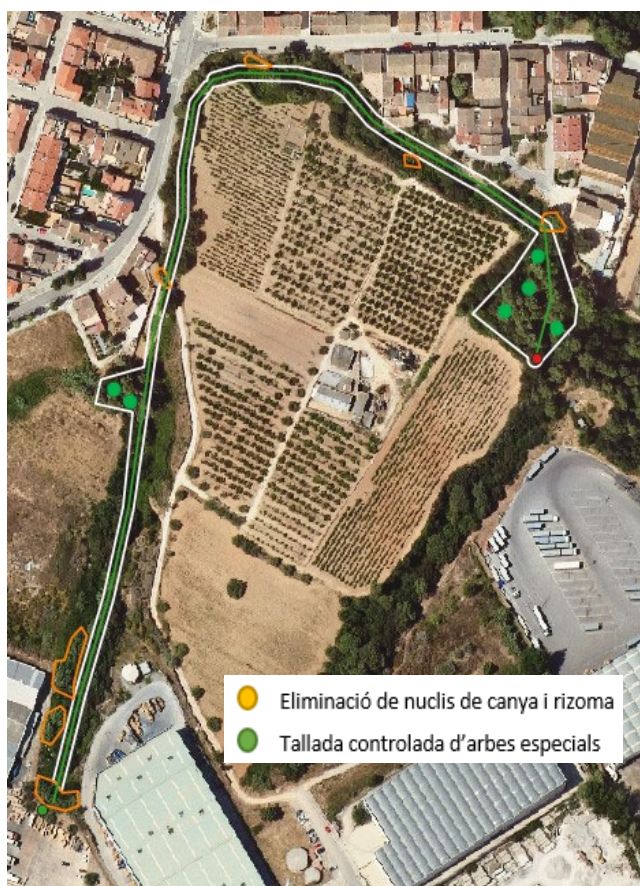 Eliminació de nuclis de canya i rizoma
Tallada controlada d'arbes especials